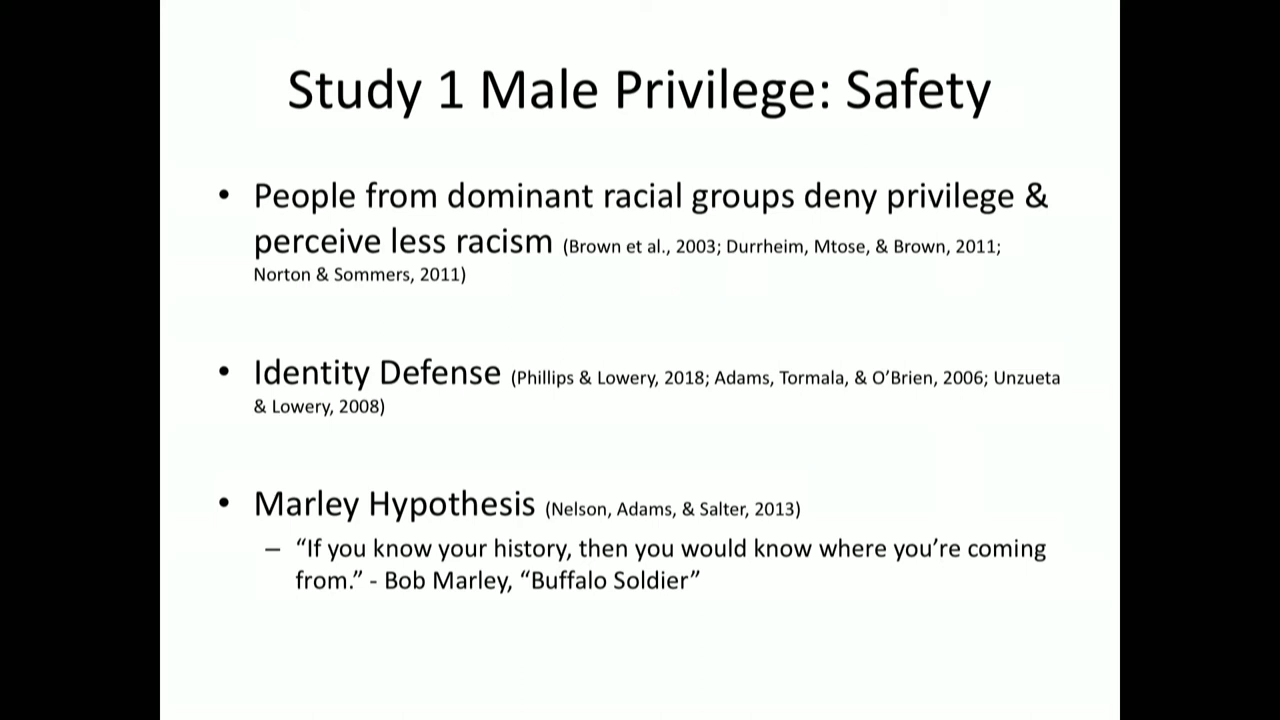 Study 1 Male Privilege: Safety
• People from dominant racial groups deny privilege &
perceive less racism (Brown et al., 2003; Durrheim, Mtose, & Brown, 2011;
Norton & Sommers, 2011)
• Identity Defense (Phillips & Lowery, 2018; Adams, Tormala, & O’Brien, 2006; Unzueta
& Lowery, 2008)
• Marley Hypothesis (Nelson, Adams, & Salter, 2013)
– “If you know your history, then you would know where you’re coming
from.” - Bob Marley, “Buffalo Soldier”